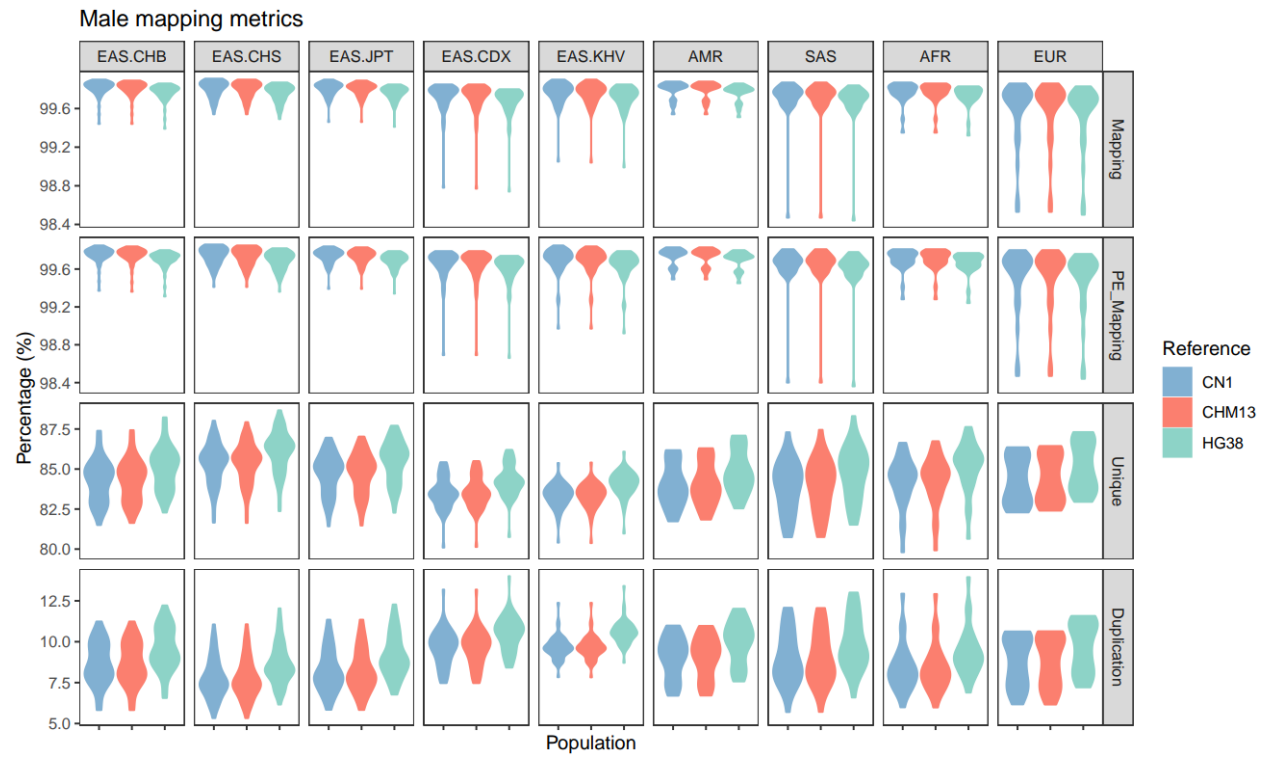 Male mapping metrics
EAS.CHB EAS.CHS EAS.JPT EAS.CDX EAS.KHV AMR SAS AFR EUR
99.6
99.2
98.8
98.4
Mapping
99.6
99.2
98.8
98.4
PE_Mapping
Percentage (%)
87.5
85.0
82.5
80.0
Unique
12.5
10.0
7.5
5.0
Duplication
Population
Reference
CN1
CHM13
HG38